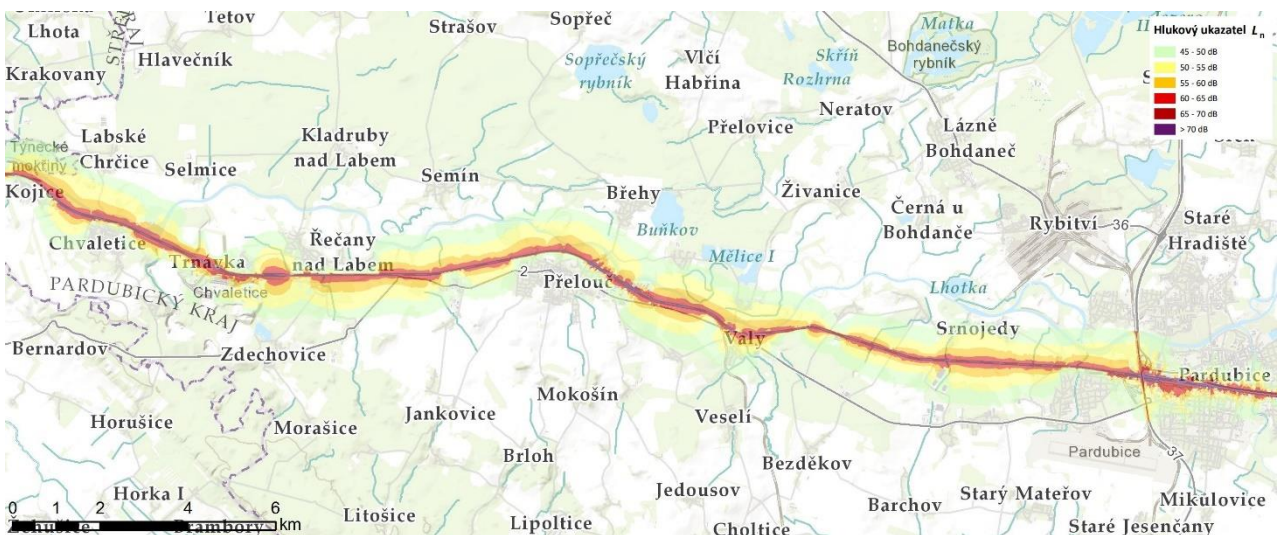 Lhota
Tetov
Strašov
Sopřeč
Matka
Hlukový ukazatel Ln
45 - 50 dB
50 - 55 dB
55 - 60 dB
60 - 65 dB
65 - 70 dB
> 70 dB
Hlavečník
Krakovany
Sopřečský
rybník
Vlčí
Habřina
Skříň
Rozhrna
Bohdanečský
rybník
Neratov
Labské
Chrčice
Kladruby
nad Labem
Přelovice
Lázně
Bohdaneč
Týnecké
mokřiny
Selmice
Semín
Kojice
Břehy
Živanice
Černá u
Bohdanče
Rybitví
36
Staré
Hradiště
Buňkov
Chvaletice
Řečany
nad Labem
Trnávka
Mělice I
2
Přelouč
Lhotka
PARDUBICKÝ KRAJ
Chvaletice
Srnojedy
Valy
Bernardov
Zdechovice
Pardubice
Mokošín
Jankovice
Veselí
Horušice
Morašice
Brloh
Bezděkov
Pardubice
37
Jedousov
Barchov
Starý Mateřov
Mikulovice
Horka I
Litošice
Lipoltice
Choltice
Staré Jesenčany
0 2 4 6
km
Brambory